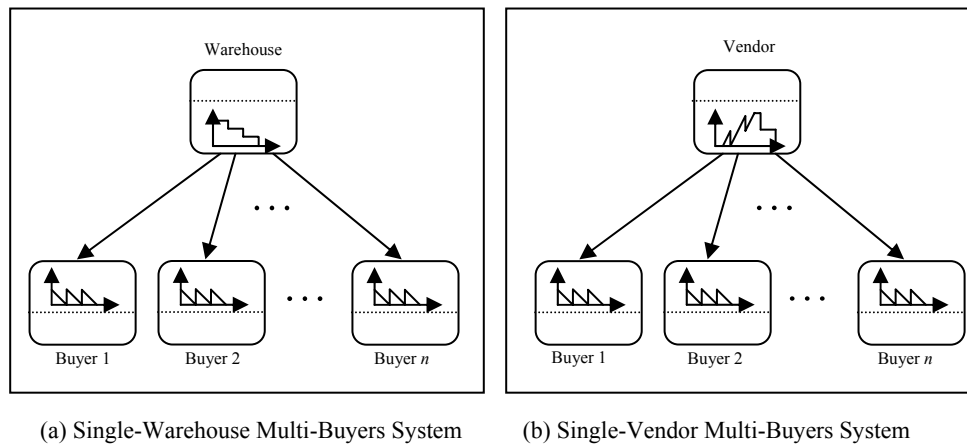 Warehouse
Vendor
. . .
. . .
. . .
. . .
Buyer 1 Buyer 2 Buyer n
Buyer 1 Buyer 2 Buyer n
(a) Single-Warehouse Multi-Buyers System
(b) Single-Vendor Multi-Buyers System